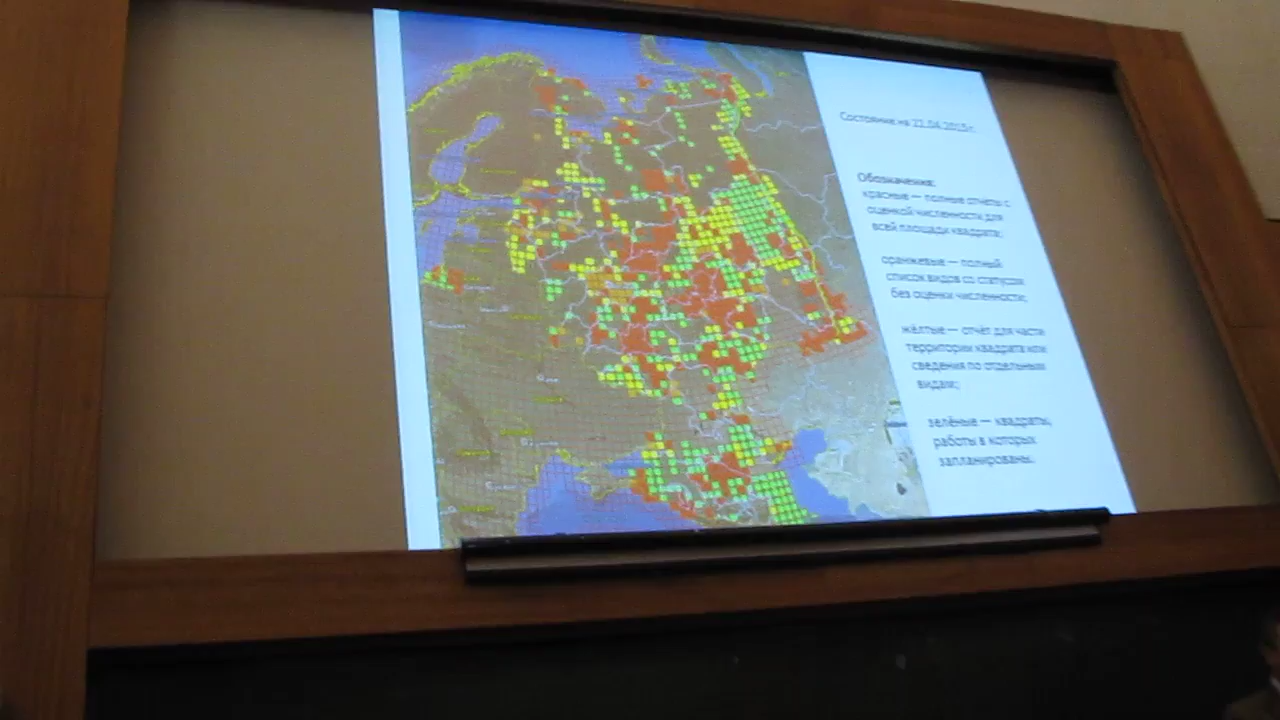 Состояние на 22.04.2015г.
Обозначения:
красные — полные отчёты с
оценкой численности для
всей площади квадрата;
оранжевые — полный
список видов со статусом
без оценки численности;
жёлтые — отчёт для части
территории квадрата или
сведения по отдельным
видам;
зелёные — квадраты,
работы в которых
запланированы.